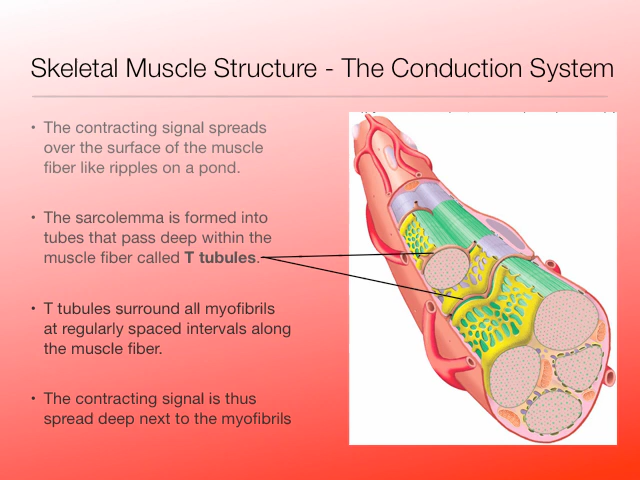 Skeletal Muscle Structure - The Conduction System
• The contracting signal spreads
over the surface of the muscle
fiber like ripples on a pond.
• The sarcolemma is formed into
tubes that pass deep within the
muscle fiber called T tubules.
• T tubules surround all myofibrils
at regularly spaced intervals along
the muscle fiber.
• The contracting signal is thus
spread deep next to the myofibrils